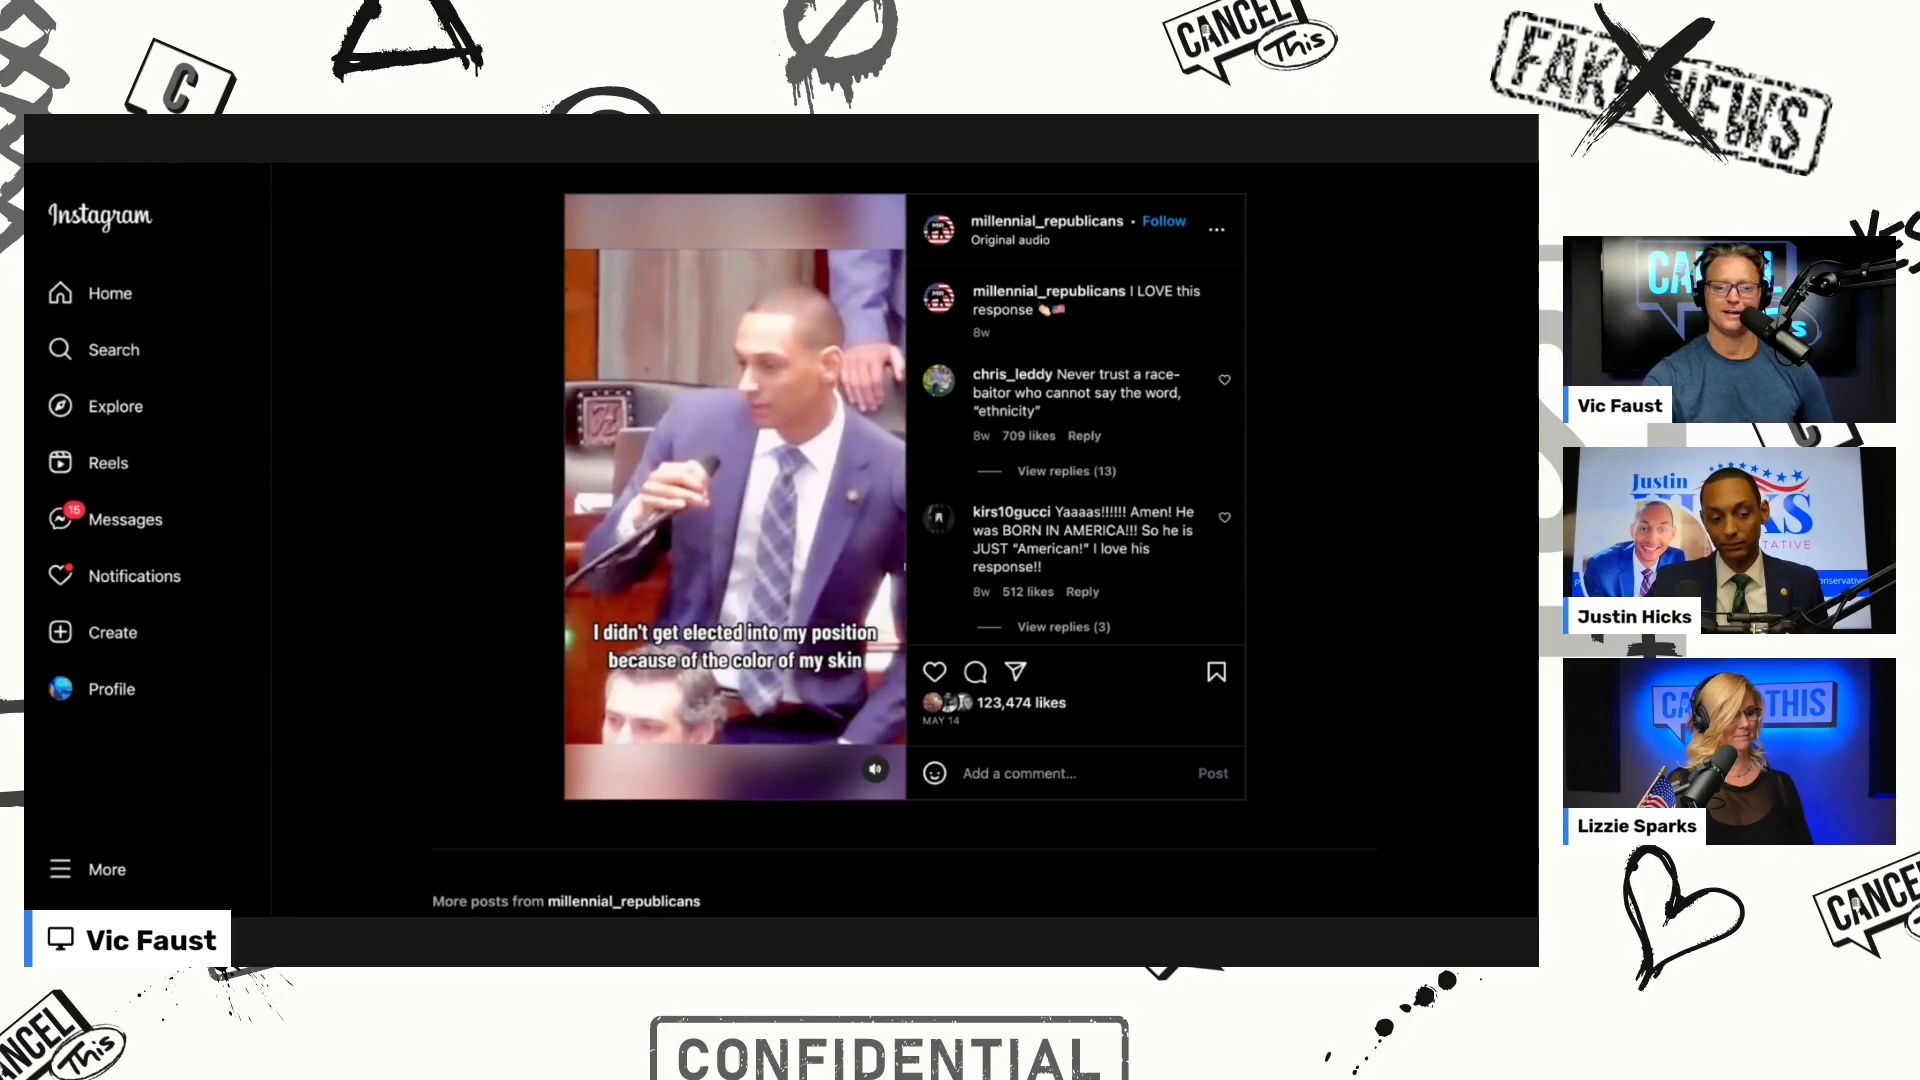 C
CANCEL
This
FAKE NEWS
YES
Instagram
Home
Search
Explore
Reels
15
Messages
Notifications
Create
Profile
More
I didn't get elected into my position
because of the color of my skin
millennial_republicans • Follow
Original audio
millennial_republicans I LOVE this
response
8w
chris_leddy Never trust a race-
baitor who cannot say the word,
“ethnicity”
8w 709 likes Reply
View replies (13)
kirs10gucci Yaaaas!!!!!! Amen! He
was BORN IN AMERICA!!! So he is
JUST “American!” I love his
response!!
8w 512 likes Reply
View replies (3)
123,474 likes
MAY 14
Add a comment... Post
More posts from millennial_republicans
Vic Faust
Vic Faust
Justin
Justin Hicks
THIS
Lizzie Sparks
CANCEL
CANCEL
This
CONFIDENTIAL